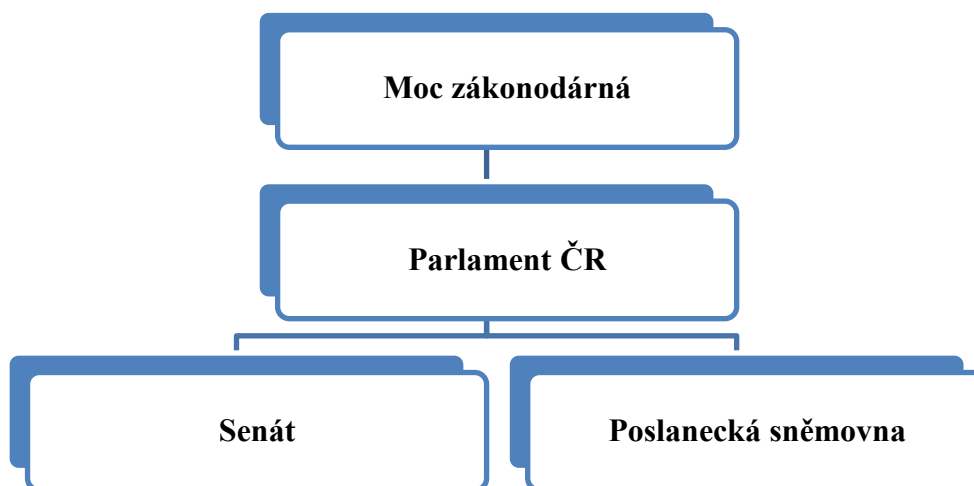 Moc zákonodárná
Parlament ČR
Senát
Poslanecká sněmovna